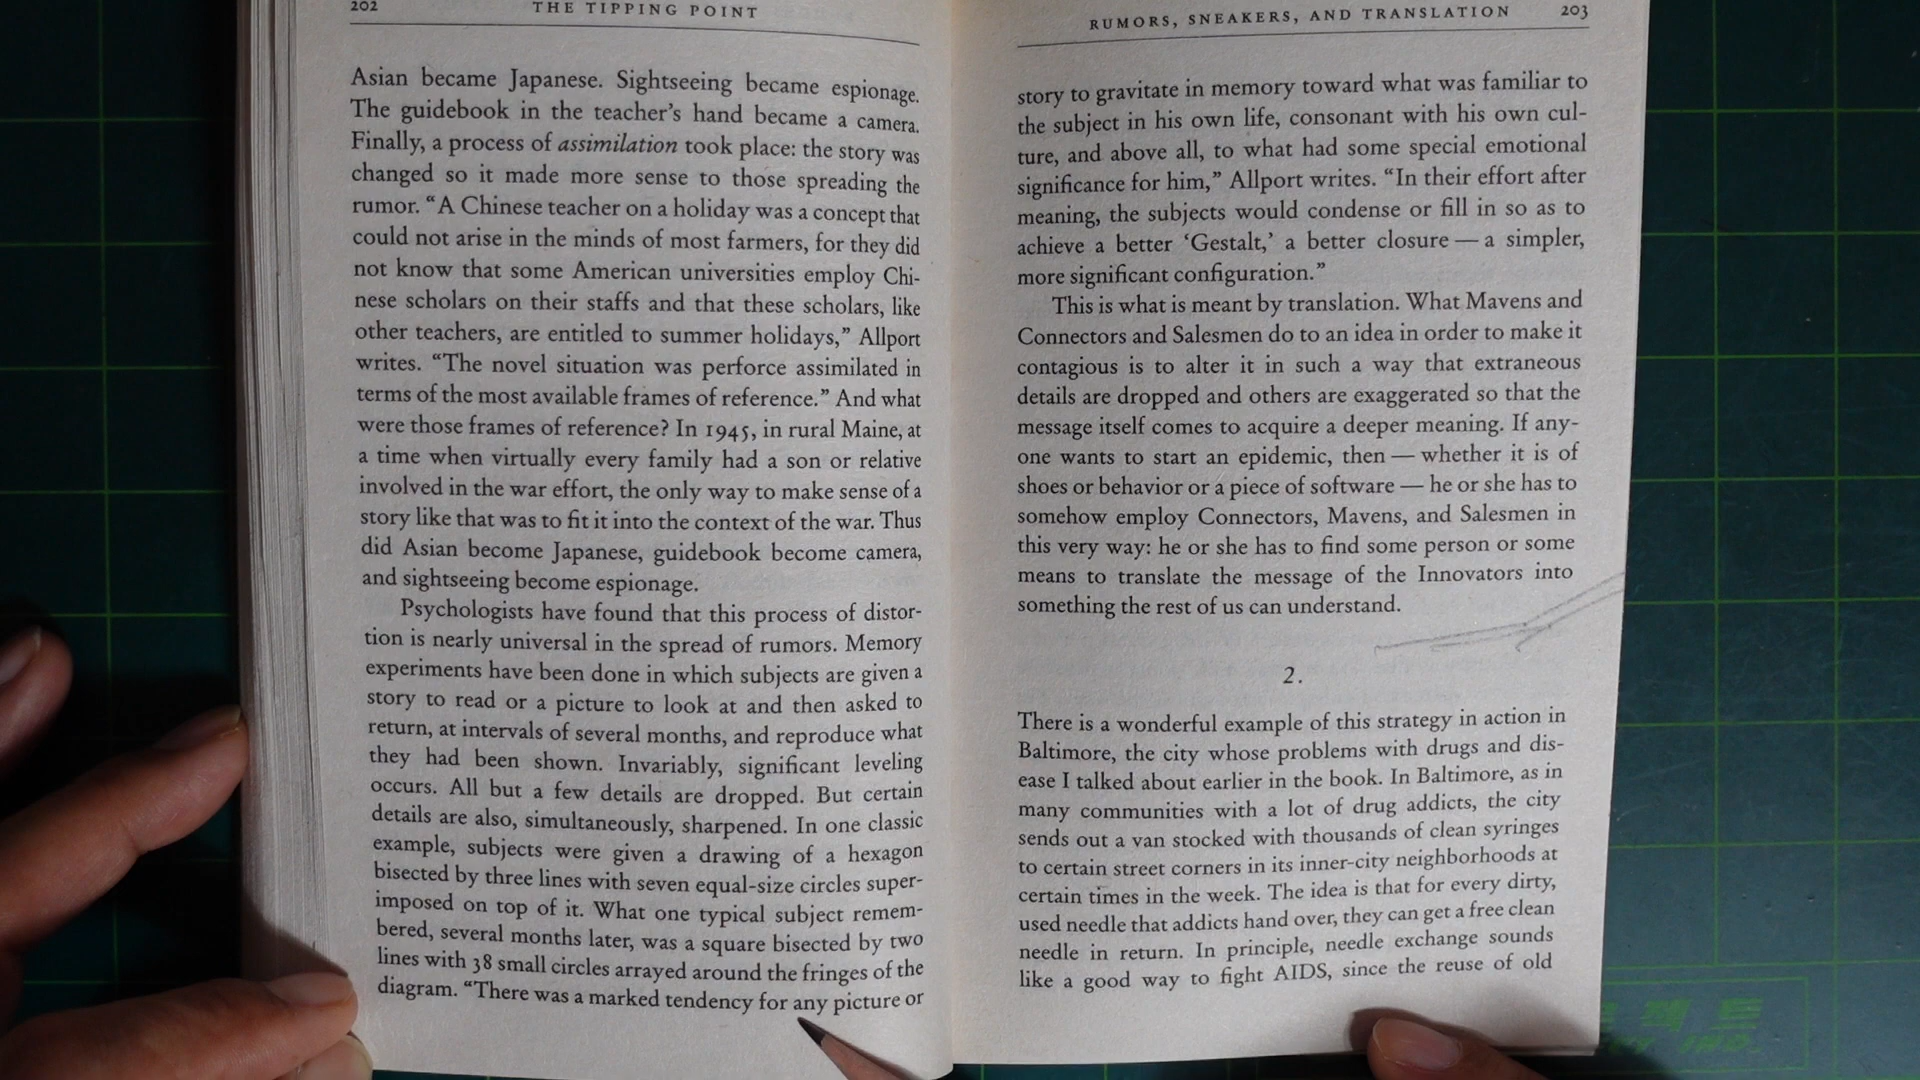 202
THE TIPPING POINT
Asian became Japanese. Sightseeing became espionage.
The guidebook in the teacher's hand became a camera.
Finally, a process of assimilation took place: the story was
changed so it made more sense to those spreading the
rumor. “A Chinese teacher on a holiday was a concept that
could not arise in the minds of most farmers, for they did
not know that some American universities employ Chi-
nese scholars on their staffs and that these scholars, like
other teachers, are entitled to summer holidays,” Allport
writes. “The novel situation was perforce assimilated in
terms of the most available frames of reference.” And what
were those frames of reference? In 1945, in rural Maine, at
a time when virtually every family had a son or relative
involved in the war effort, the only way to make sense of a
story like that was to fit it into the context of the war. Thus
did Asian become Japanese, guidebook become camera,
and sightseeing become espionage.
Psychologists have found that this process of distor-
tion is nearly universal in the spread of rumors. Memory
experiments have been done in which subjects are given a
story to read or a picture to look at and then asked to
return, at intervals of several months, and reproduce what
they had been shown. Invariably, significant leveling
occurs. All but a few details are dropped. But certain
details are also, simultaneously, sharpened. In one classic
example, subjects were given a drawing of a hexagon
bisected by three lines with seven equal-size circles super-
imposed on top of it. What one typical subject remem-
bered, several months later, was a square bisected by two
lines with 38 small circles arrayed around the fringes of the
diagram. “There was a marked tendency for any picture or
RUMORS, SNEAKERS, AND TRANSLATION
203
story to gravitate in memory toward what was familiar to
the subject in his own life, consonant with his own cul-
ture, and above all, to what had some special emotional
significance for him,” Allport writes. “In their effort after
meaning, the subjects would condense or fill in so as to
achieve a better ‘Gestalt,’ a better closure — a simpler,
more significant configuration.”
This is what is meant by translation. What Mavens and
Connectors and Salesmen do to an idea in order to make it
contagious is to alter it in such a way that extraneous
details are dropped and others are exaggerated so that the
message itself comes to acquire a deeper meaning. If any-
one wants to start an epidemic, then — whether it is of
shoes or behavior or a piece of software — he or she has to
somehow employ Connectors, Mavens, and Salesmen in
this very way: he or she has to find some person or some
means to translate the message of the Innovators into
something the rest of us can understand.
2.
There is a wonderful example of this strategy in action in
Baltimore, the city whose problems with drugs and dis-
ease I talked about earlier in the book. In Baltimore, as in
many communities with a lot of drug addicts, the city
sends out a van stocked with thousands of clean syringes
to certain street corners in its inner-city neighborhoods at
certain times in the week. The idea is that for every dirty,
used needle that addicts hand over, they can get a free clean
needle in return. In principle, needle exchange sounds
like a good way to fight AIDS, since the reuse of old